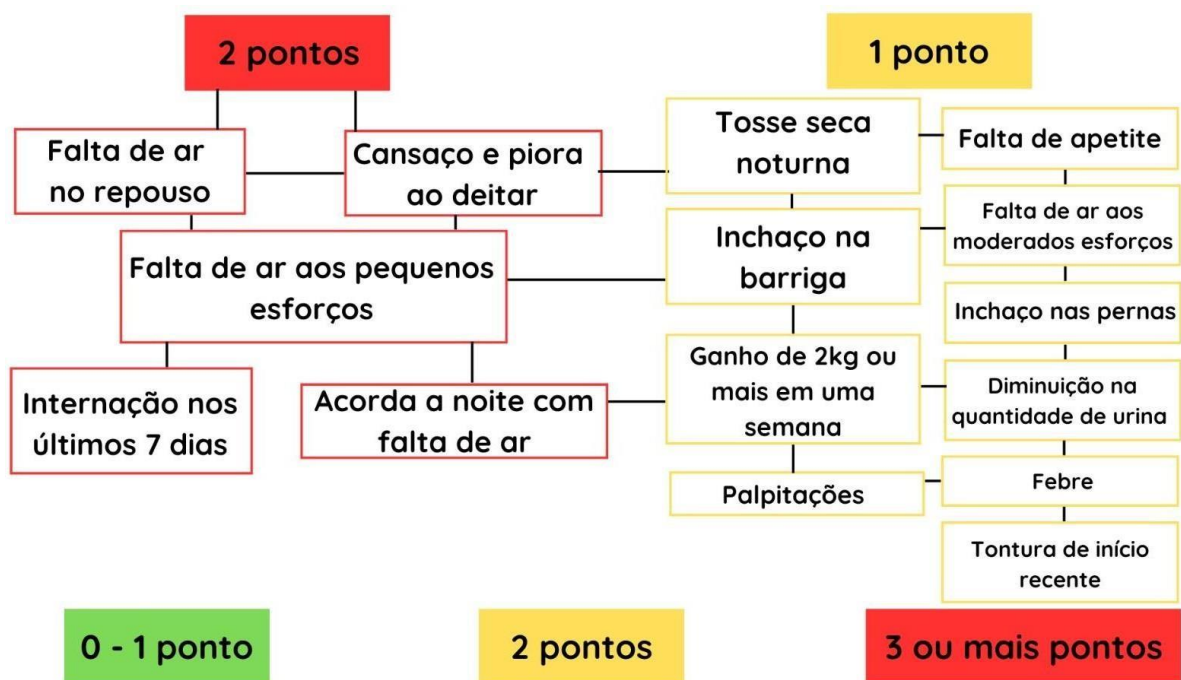 2 pontos
1 ponto
Falta de ar
no repouso
Cansaço e piora
ao deitar
Falta de ar aos pequenos
esforços
Internação nos
últimos 7 dias
Acorda a noite com
falta de ar
Tosse seca
noturna
Inchaço na
barriga
Ganho de 2kg ou
mais em uma
semana
Palpitações
Falta de apetite
Falta de ar aos
moderados esforços
Inchaço nas pernas
Diminuição na
quantidade de urina
Febre
Tontura de início
recente
0 - 1 ponto
2 pontos
3 ou mais pontos